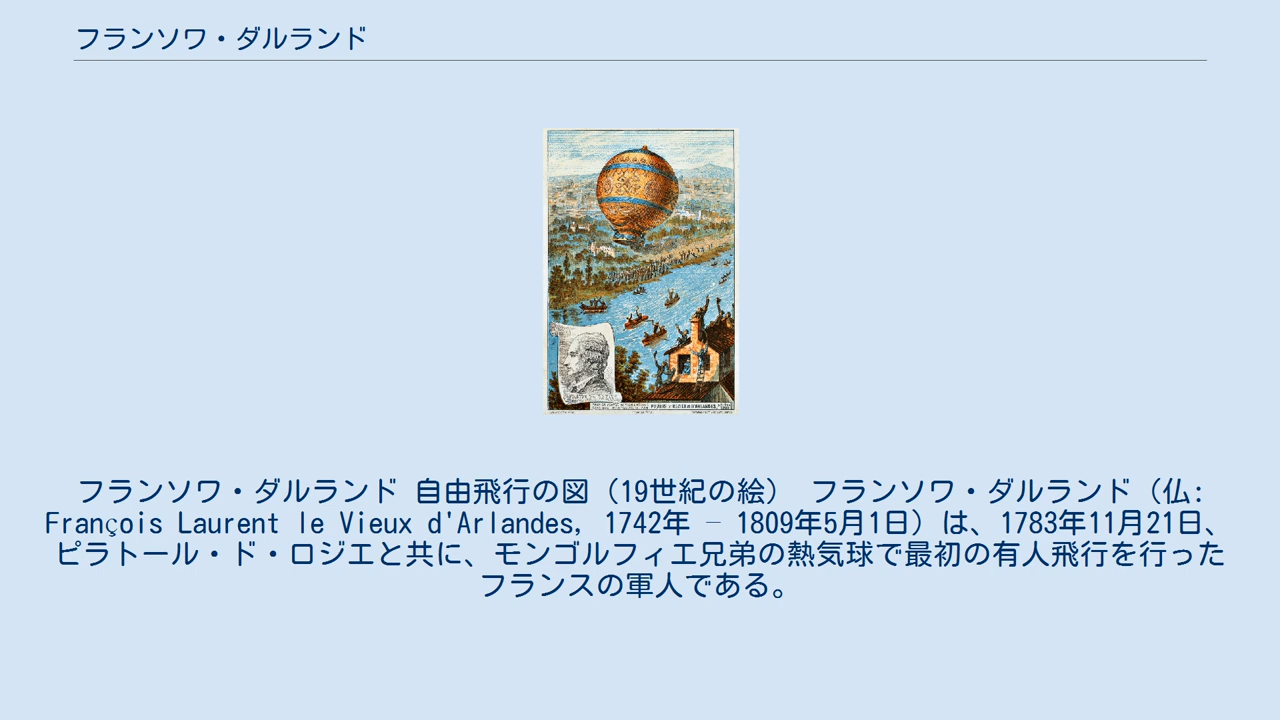 フランソワ・ダルランド
フランソワ・ダルランド 自由飛行の図（19世紀の絵） フランソワ・ダルランド（仏:
François Laurent le Vieux d'Arlandes, 1742年 – 1809年5月1日）は、1783年11月21日、
ピラトール・ド・ロジエと共に、モンゴルフィエ兄弟の熱気球で最初の有人飛行を行った
フランスの軍人である。